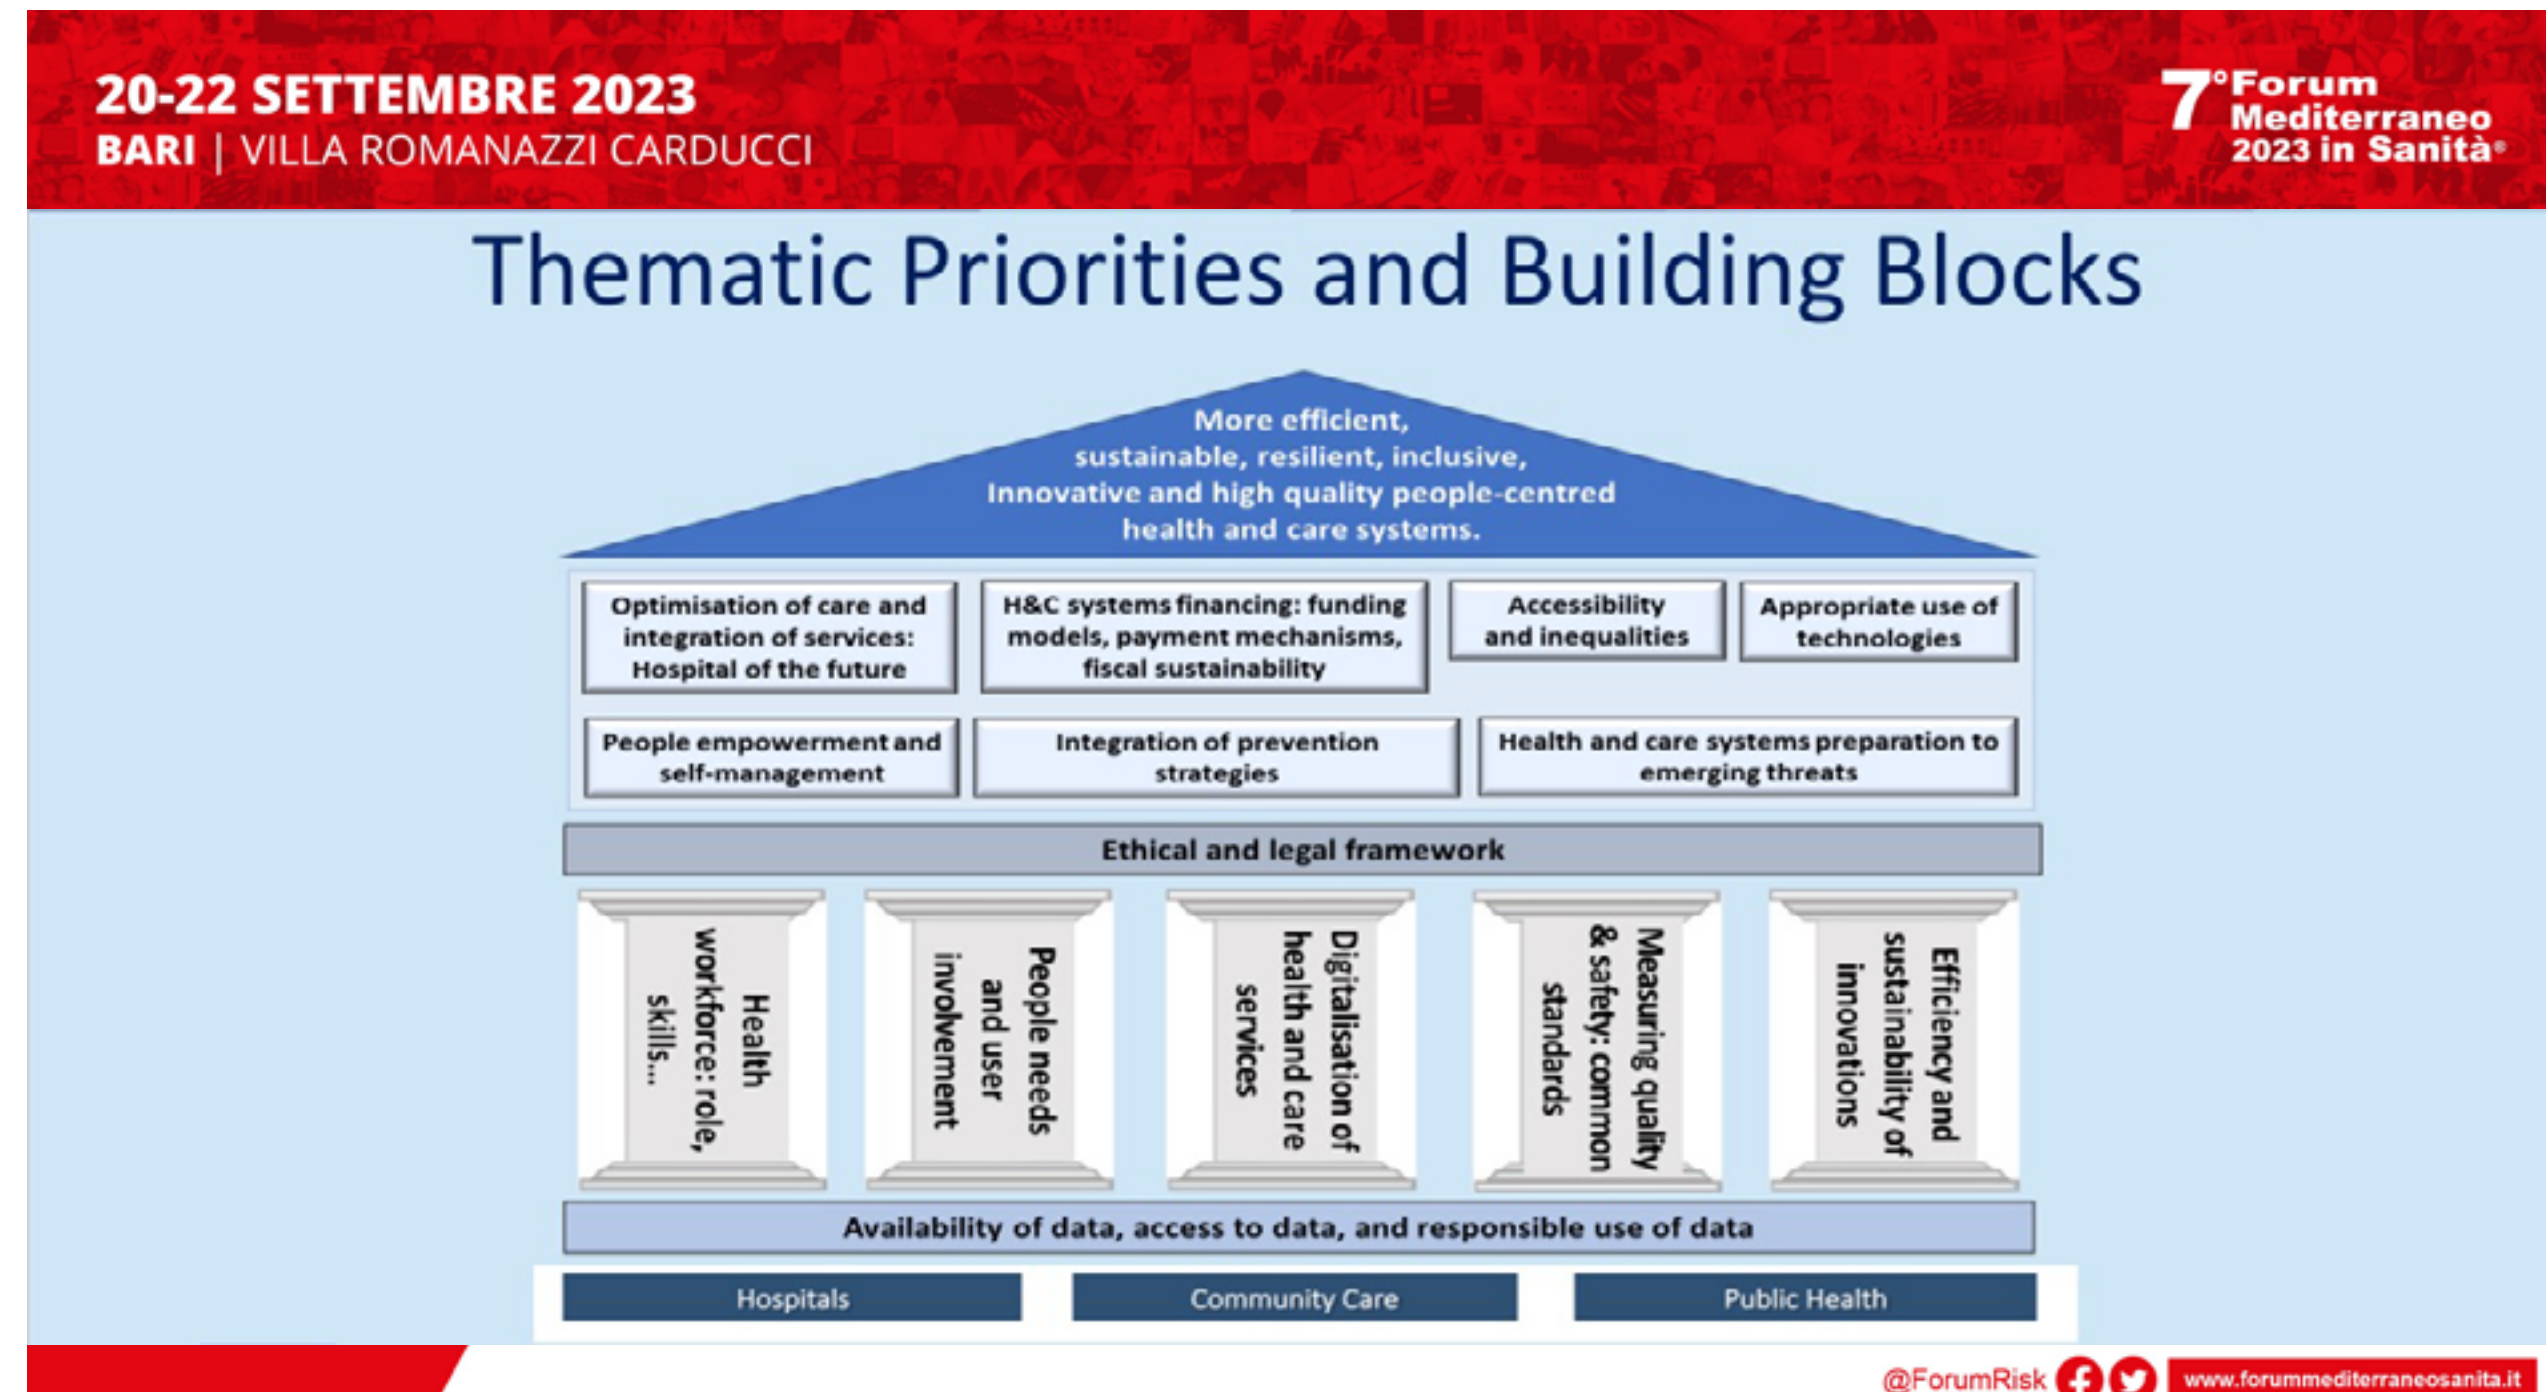 20-22 SETTEMBRE 2023
BARI | VILLA ROMANAZZI CARDUCCI
7° Forum
Mediterraneo
2023 in Sanità®
Thematic Priorities and Building Blocks
More efficient,
sustainable, resilient, inclusive,
Innovative and high quality people-centred
health and care systems.
Optimisation of care and
integration of services:
Hospital of the future
H&C systems financing: funding
models, payment mechanisms,
fiscal sustainability
Accessibility
and inequalities
Appropriate use of
technologies
People empowerment and
self-management
Integration of prevention
strategies
Health and care systems preparation to
emerging threats
Ethical and legal framework
Health
workforce: role,
skills...
People needs
and user
involvement
Digitalisation of
health and care
services
Measuring quality
& safety: common
standards
Efficiency and
sustainability of
innovations
Availability of data, access to data, and responsible use of data
Hospitals
Community Care
Public Health
@ForumRisk
www.forummediterraneosanita.it